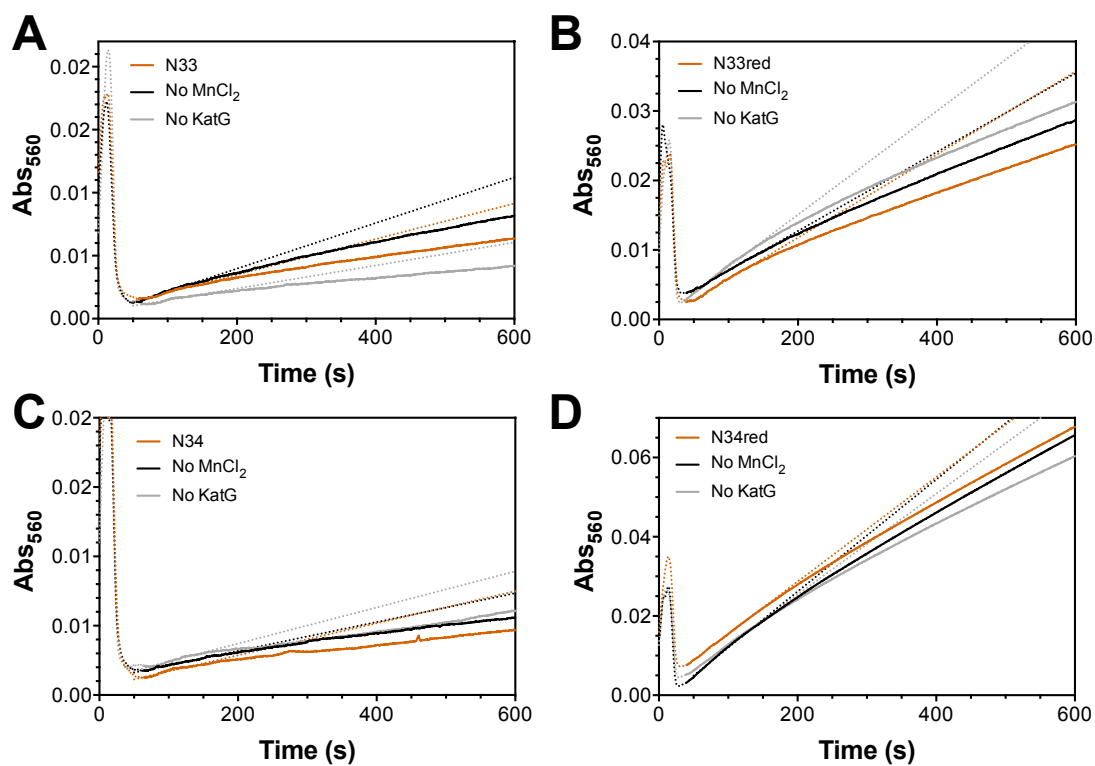 A
Abs560
0.02
0.02
0.01
0.01
0.00
N33
No MnCl2
No KatG
0 200 400 600
Time (s)
B
Abs560
0.04
0.03
0.02
0.01
0.00
N33red
No MnCl2
No KatG
0 200 400 600
Time (s)
C
Abs560
0.02
0.02
0.01
0.01
0.00
N34
No MnCl2
No KatG
0 200 400 600
Time (s)
D
Abs560
0.06
0.04
0.02
0.00
N34red
No MnCl2
No KatG
0 200 400 600
Time (s)